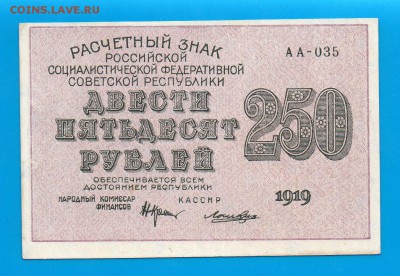 COINS.LAVE.RU
РАСЧЕТНЫЙ ЗНАК
РОССИЙСКОЙ
СОЦИАЛИСТИЧЕСКОЙ ФЕДЕРАТИВНОЙ
СОВЕТСКОЙ РЕСПУБЛИКИ
АА-035
ДВЕСТИ
ПЯТЬДЕСЯТ
РУБЛЕЙ
250
ОБЕСПЕЧИВАЕТСЯ ВСЕМ
ДОСТОЯНИЕМ РЕСПУБЛИКИ
1919
НАРОДНЫЙ КОМИССАР
ФИНАНСОВ
КАССИР